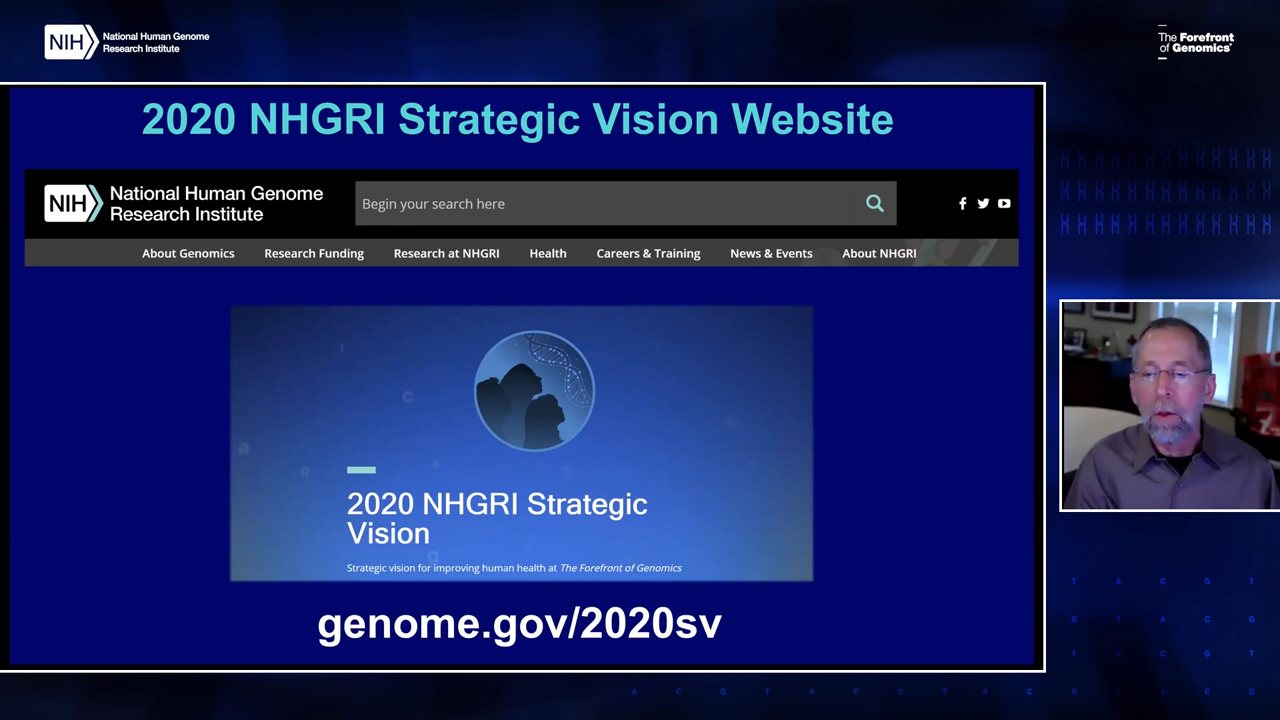 NIH
National Human Genome
Research Institute
The Forefront
of Genomics®
2020 NHGRI Strategic Vision Website
NIH
National Human Genome
Research Institute
Begin your search here
About Genomics Research Funding Research at NHGRI Health Careers & Training News & Events About NHGRI
2020 NHGRI Strategic
Vision
Strategic vision for improving human health at The Forefront of Genomics
genome.gov/2020sv
T A C G T
G T A C G
T A C G T
A C G T A C G T A C G T A C G